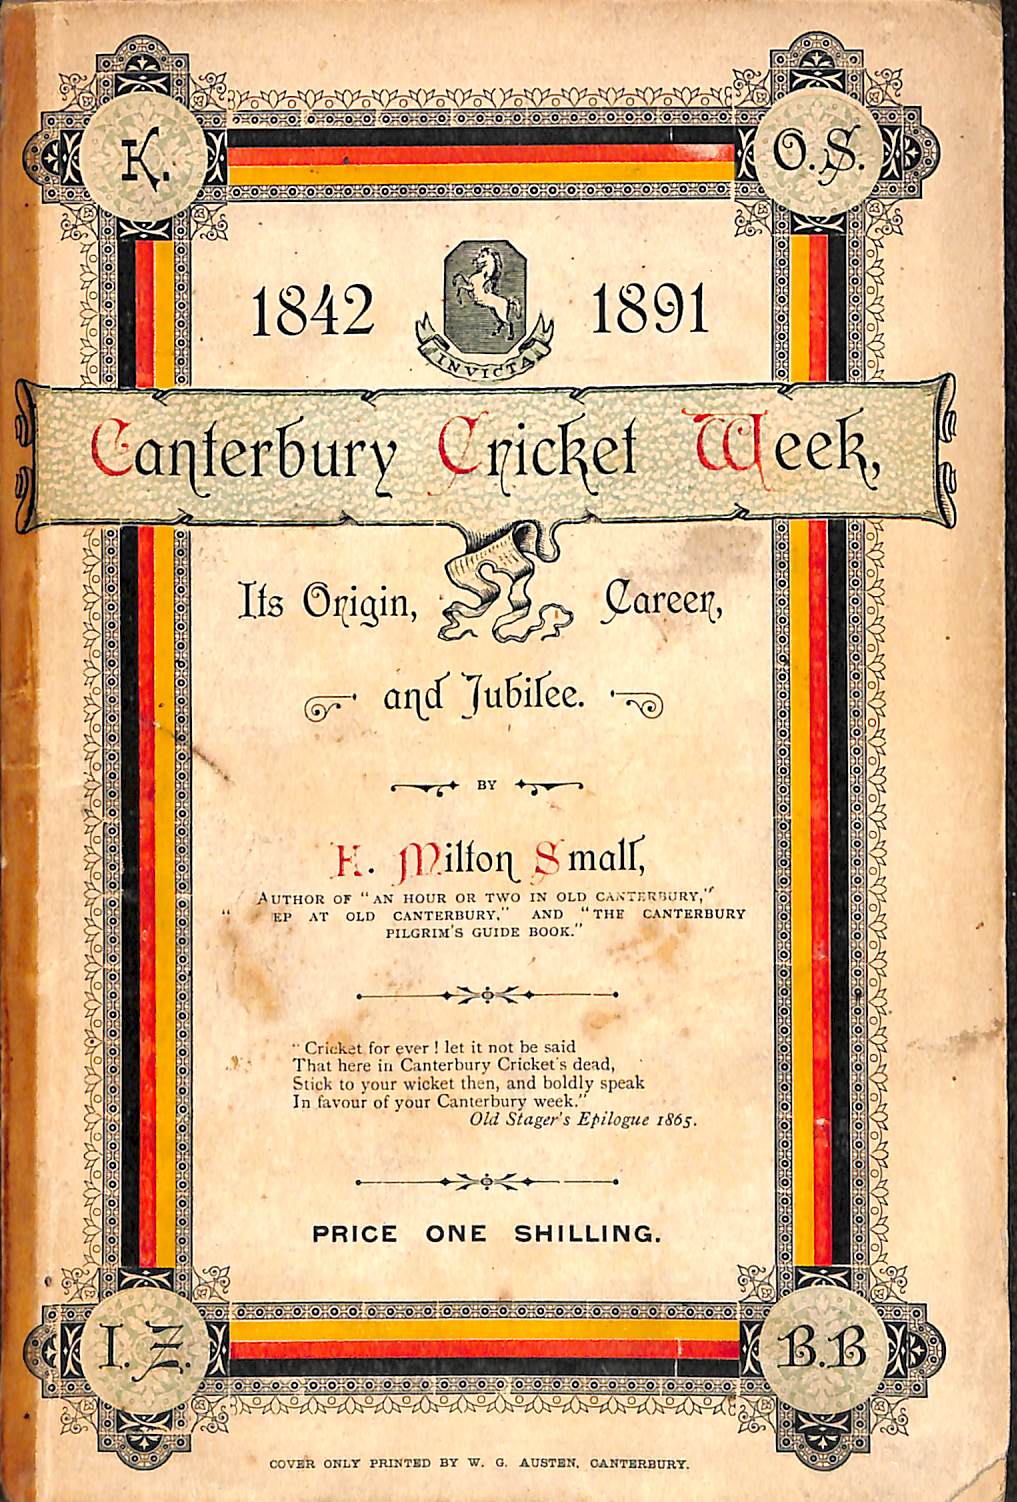 K.
O.S.
1842
1891
INVICTA
Canterbury Cricket Week,
Its Origin,
Career,
and Jubilee.
BY
E. Milton Small,
AUTHOR OF "AN HOUR OR TWO IN OLD CANTERBURY,"
" EP AT OLD CANTERBURY," AND "THE CANTERBURY
PILGRIM'S GUIDE BOOK."
"Cricket for ever! let it not be said
That here in Canterbury Cricket's dead,
Stick to your wicket then, and boldly speak
In favour of your Canterbury week."
Old Stager's Epilogue 1865.
PRICE ONE SHILLING.
I.Z.
B.B
COVER ONLY PRINTED BY W. G. AUSTEN, CANTERBURY.